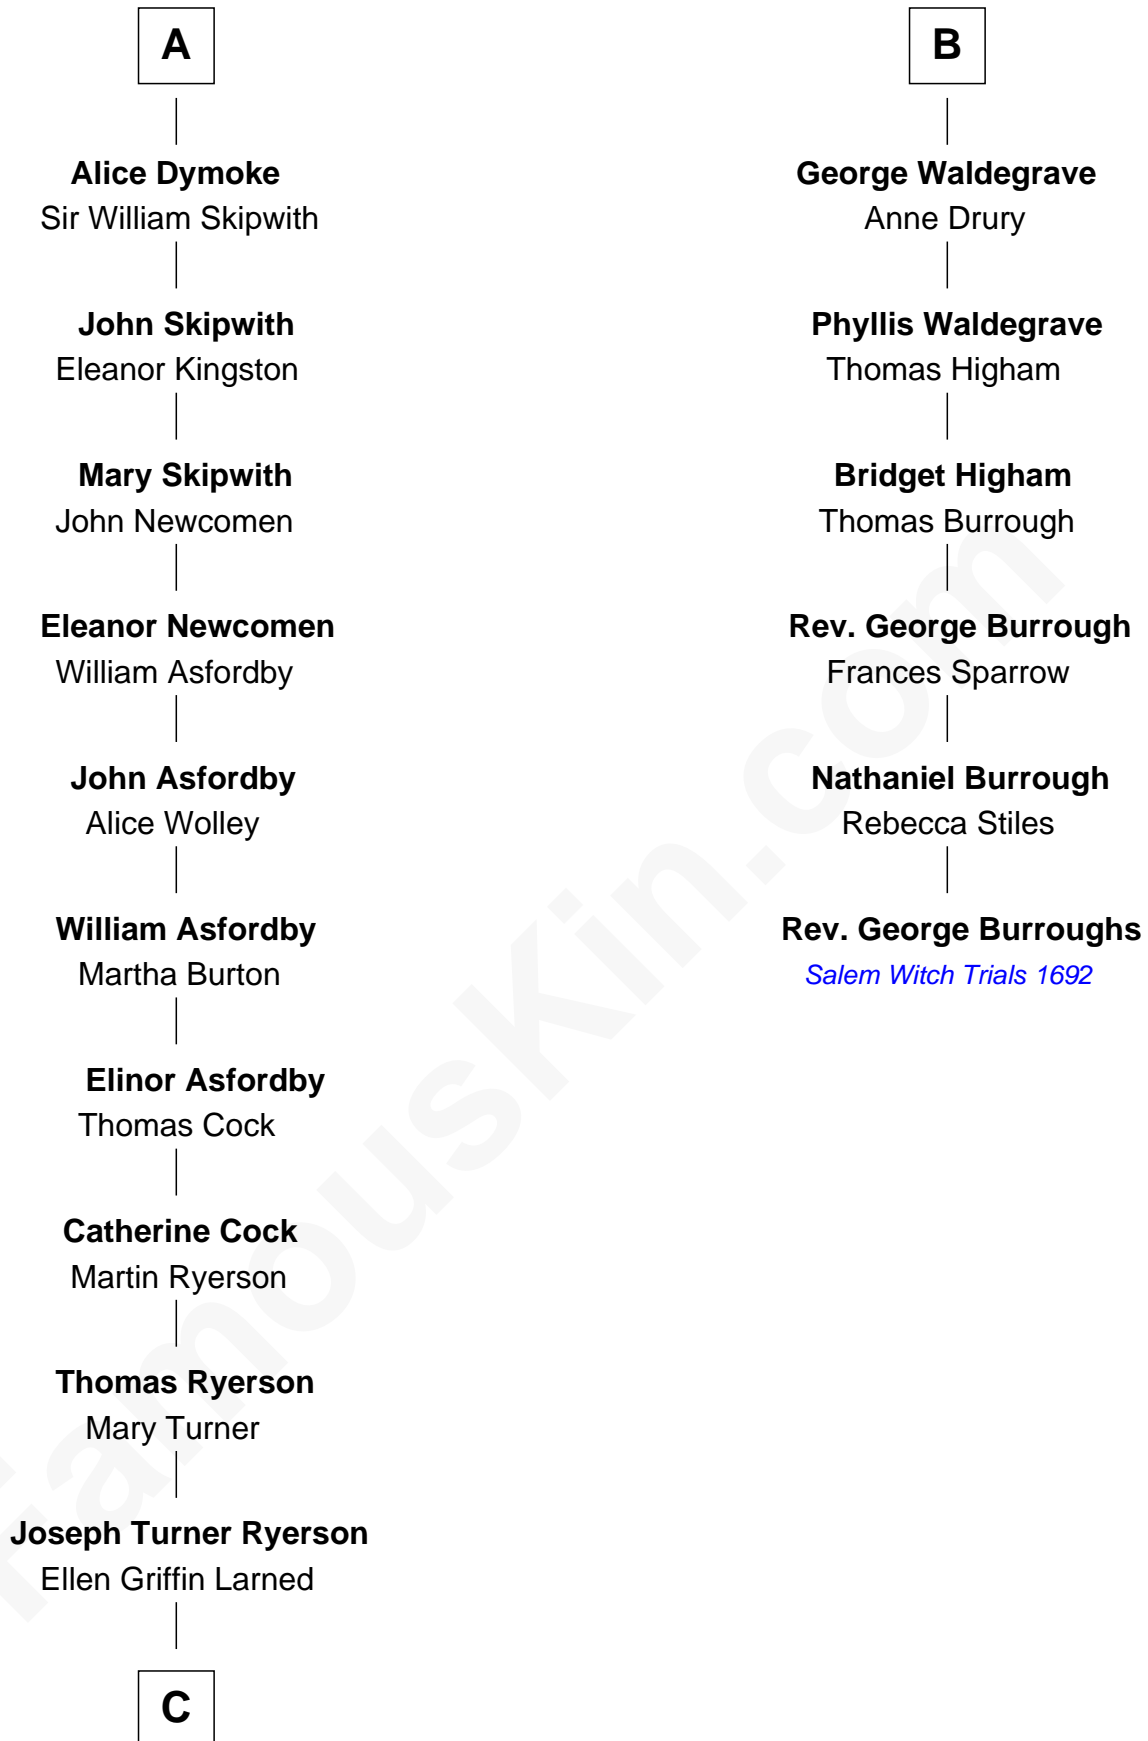 A
Alice Dymoke
Sir William Skipwith
John Skipwith
Eleanor Kingston
Mary Skipwith
John Newcomen
Eleanor Newcomen
William Asfordby
John Asfordby
Alice Wolley
William Asfordby
Martha Burton
Elinor Asfordby
Thomas Cock
Catherine Cock
Martin Ryerson
Thomas Ryerson
Mary Turner
Joseph Turner Ryerson
Ellen Griffin Larned
C
B
George Waldegrave
Anne Drury
Phyllis Waldegrave
Thomas Higham
Bridget Higham
Thomas Burrough
Rev. George Burrough
Frances Sparrow
Nathaniel Burrough
Rebecca Stiles
Rev. George Burroughs
Salem Witch Trials 1692
FamousKin.com